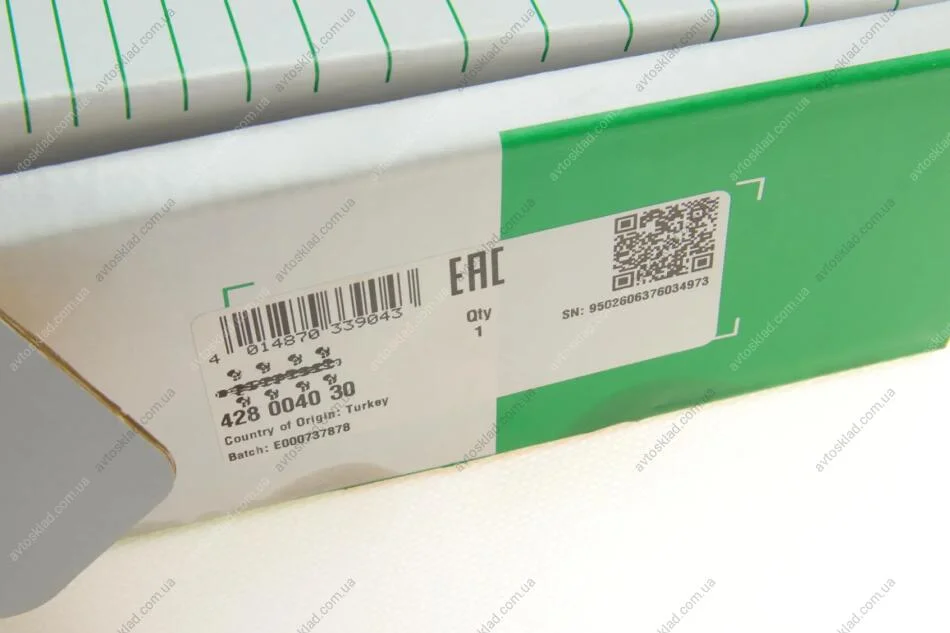 EAC
4 014870 339043
Qty
1
428 0040 30
Country of Origin: Turkey
Batch: E000737878
SN: 9502606376034973
avtosklad.com.ua